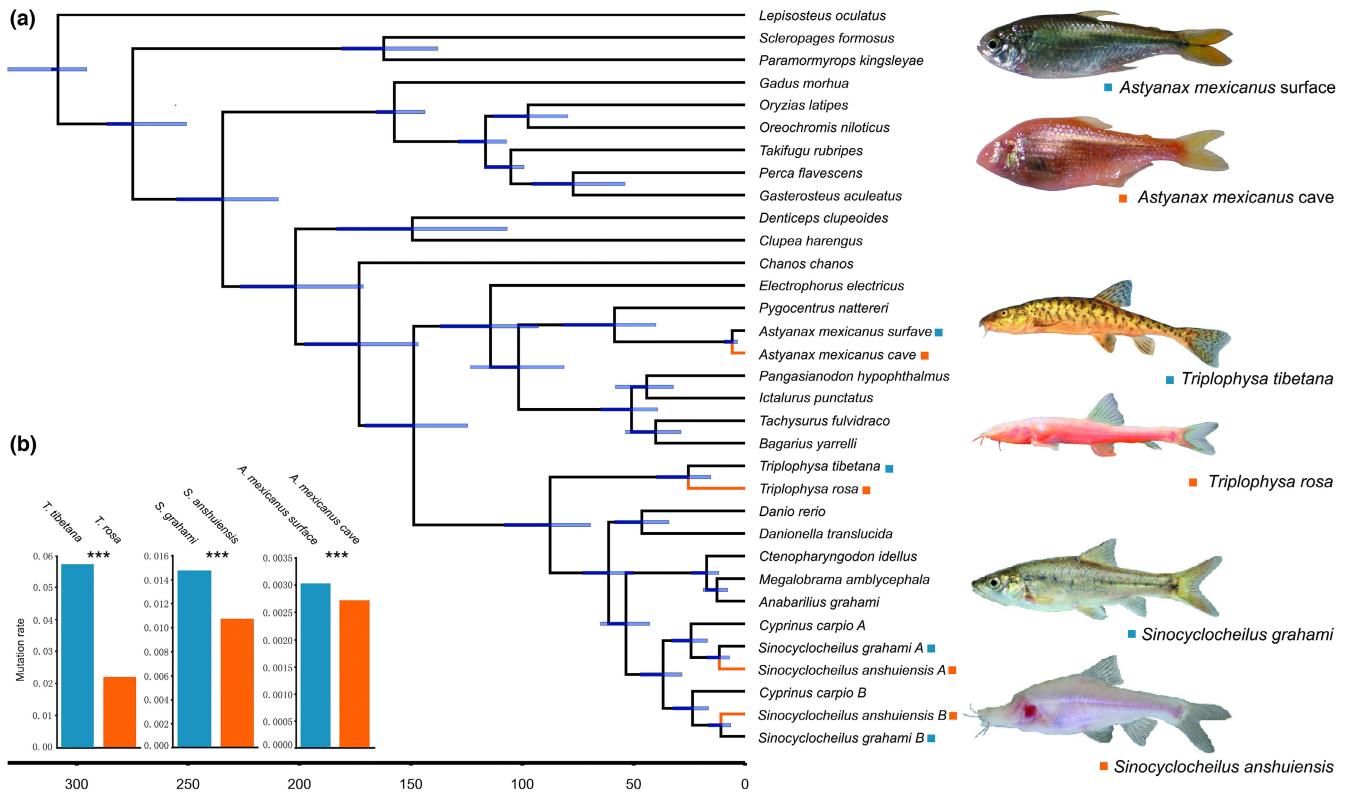 (a)
Lepisosteus oculatus
Scleropages formosus
Paramormyrops kingsleyae
Gadus morhua
Oryzias latipes
Oreochromis niloticus
Takifugu rubripes
Perca flavescens
Gasterosteus aculeatus
Denticeps clupeoides
Clupea harengus
Chanos chanos
Electrophorus electricus
Pygocentrus nattereri
Astyanax mexicanus surfave
Astyanax mexicanus cave
Pangasianodon hypophthalmus
Ictalurus punctatus
Tachysurus fulvidraco
Bagarius yarrelli
Triplophysa tibetana
Triplophysa rosa
Danio rerio
Danionella translucida
Ctenopharyngodon idellus
Megalobrama amblycephala
Anabarilius grahami
Cyprinus carpio A
Sinocyclocheilus grahami A
Sinocyclocheilus anshuiensis A
Cyprinus carpio B
Sinocyclocheilus anshuiensis B
Sinocyclocheilus grahami B
300 250 200 150 100 50 0
Astyanax mexicanus surface
Astyanax mexicanus cave
Triplophysa tibetana
Triplophysa rosa
Sinocyclocheilus grahami
Sinocyclocheilus anshuiensis
(b)
Mutation rate
T. tibetana
T. rosa
***
0.06
0.05
0.04
0.03
0.02
0.01
0.00
S. grahami
S. anshuiensis
***
0.016
0.014
0.012
0.010
0.008
0.006
0.004
0.002
0.000
A. mexicanus surface
A. mexicanus cave
***
0.0035
0.0030
0.0025
0.0020
0.0015
0.0010
0.0005
0.0000